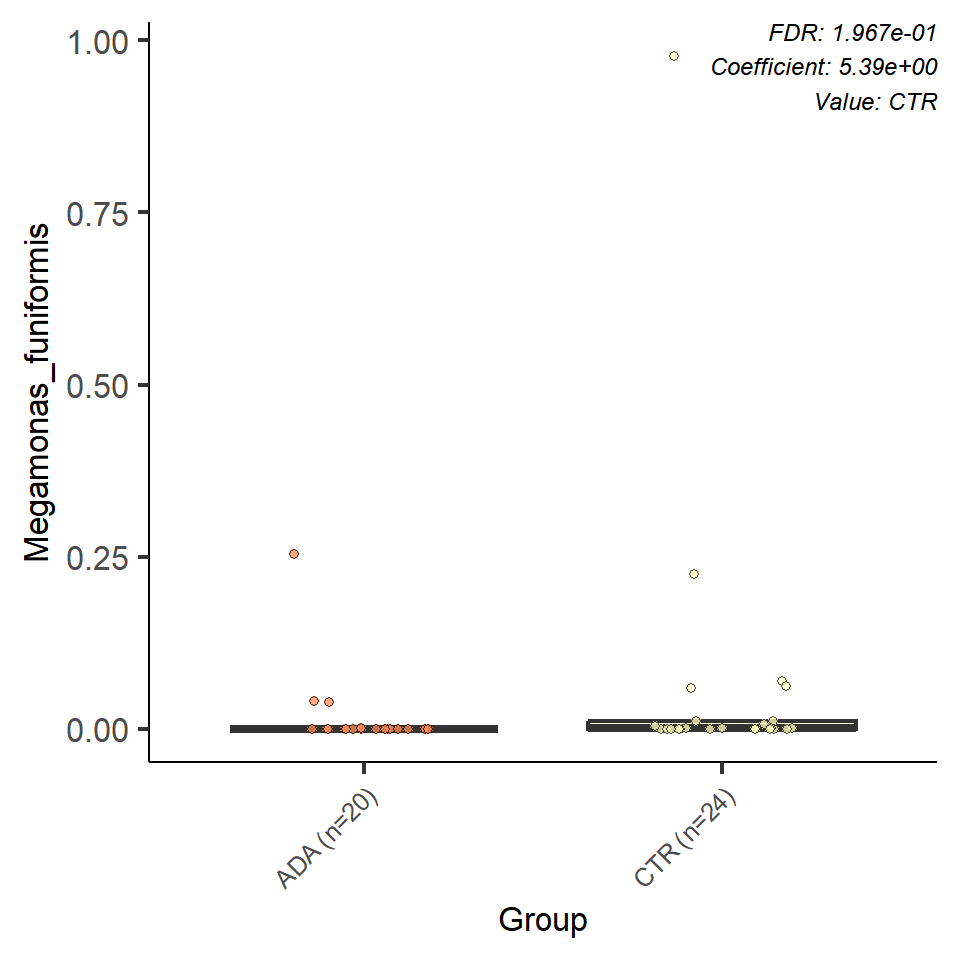 FDR: 1.967e-01
Coefficient: 5.39e+00
Value: CTR
1.00
0.75
0.50
0.25
0.00
Megamonas_funiformis
ADA (n=20)
CTR (n=24)
Group